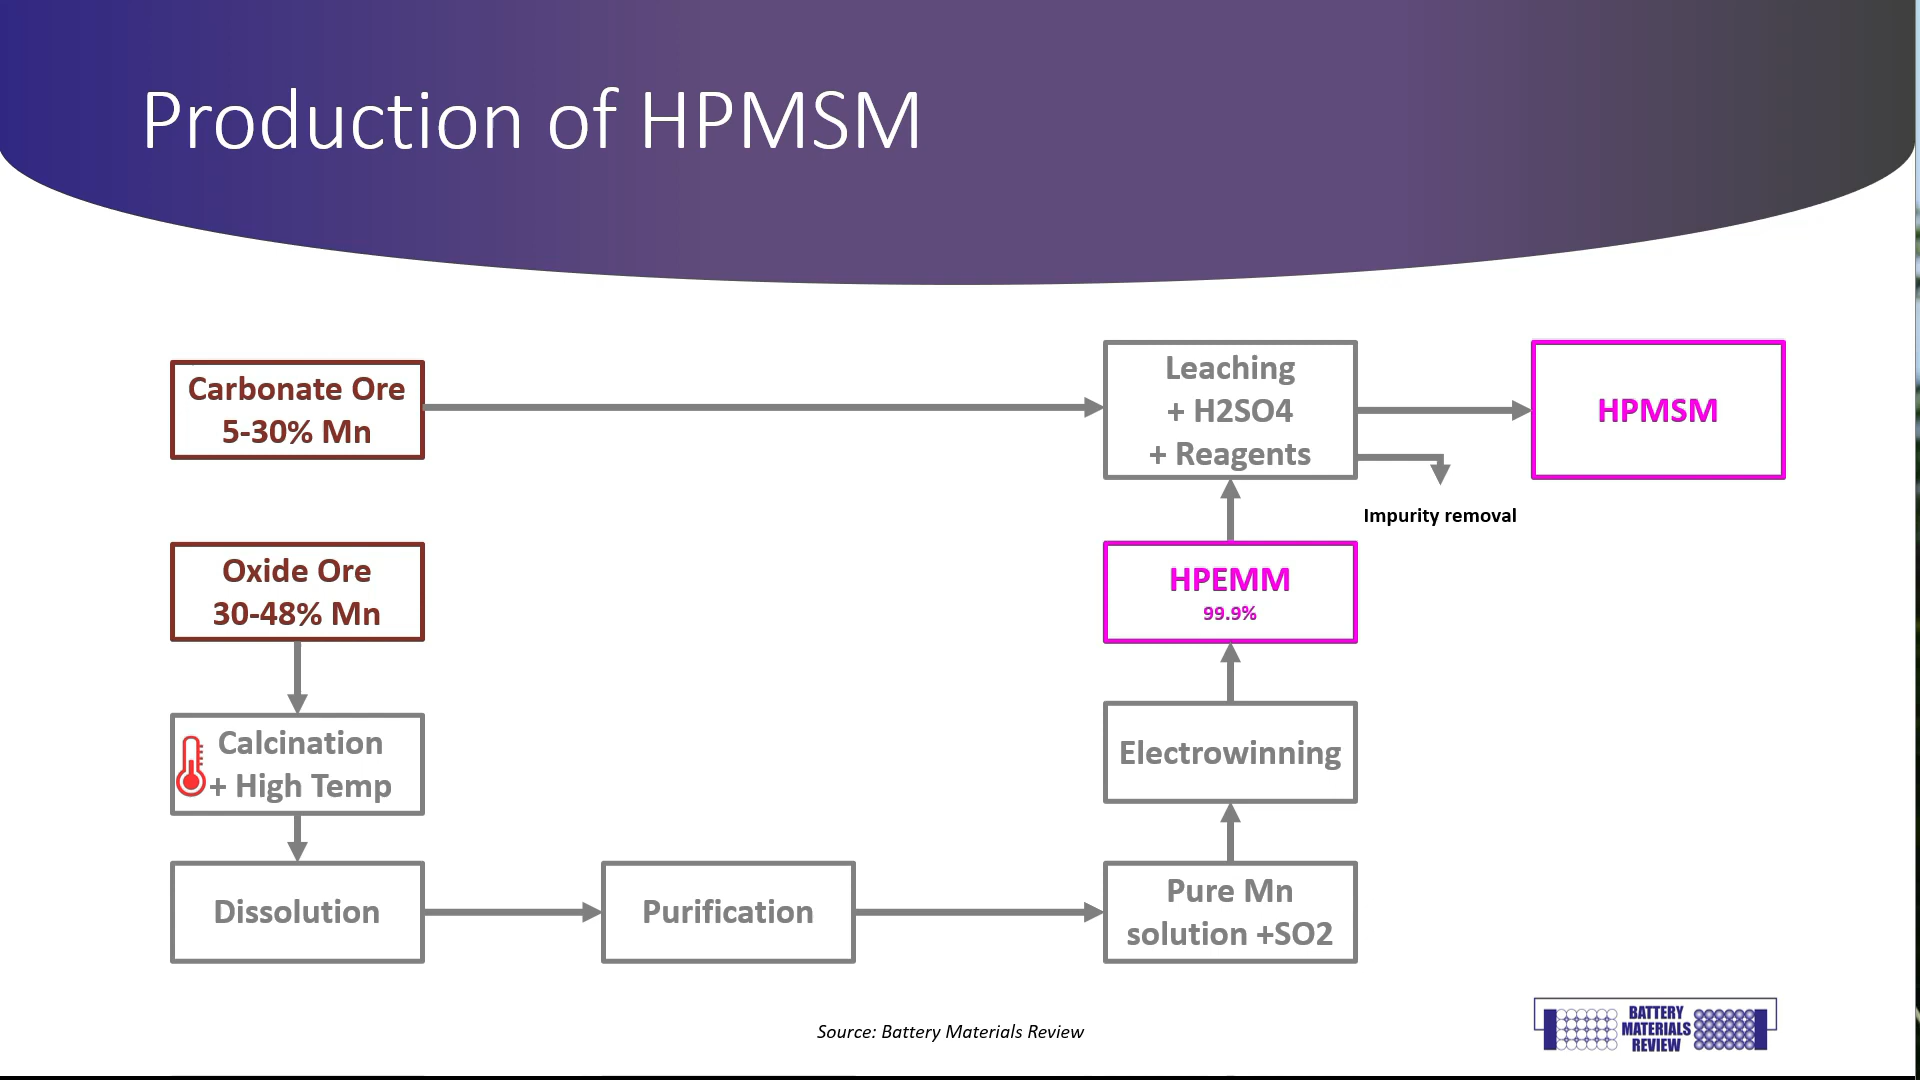 Production of HPMSM
Carbonate Ore
5-30% Mn
Leaching
+ H2SO4
+ Reagents
HPMSM
Impurity removal
Oxide Ore
30-48% Mn
HPEMM
99.9%
Calcination
+ High Temp
Electrowinning
Dissolution
Purification
Pure Mn
solution +SO2
Source: Battery Materials Review
BATTERY
MATERIALS
REVIEW